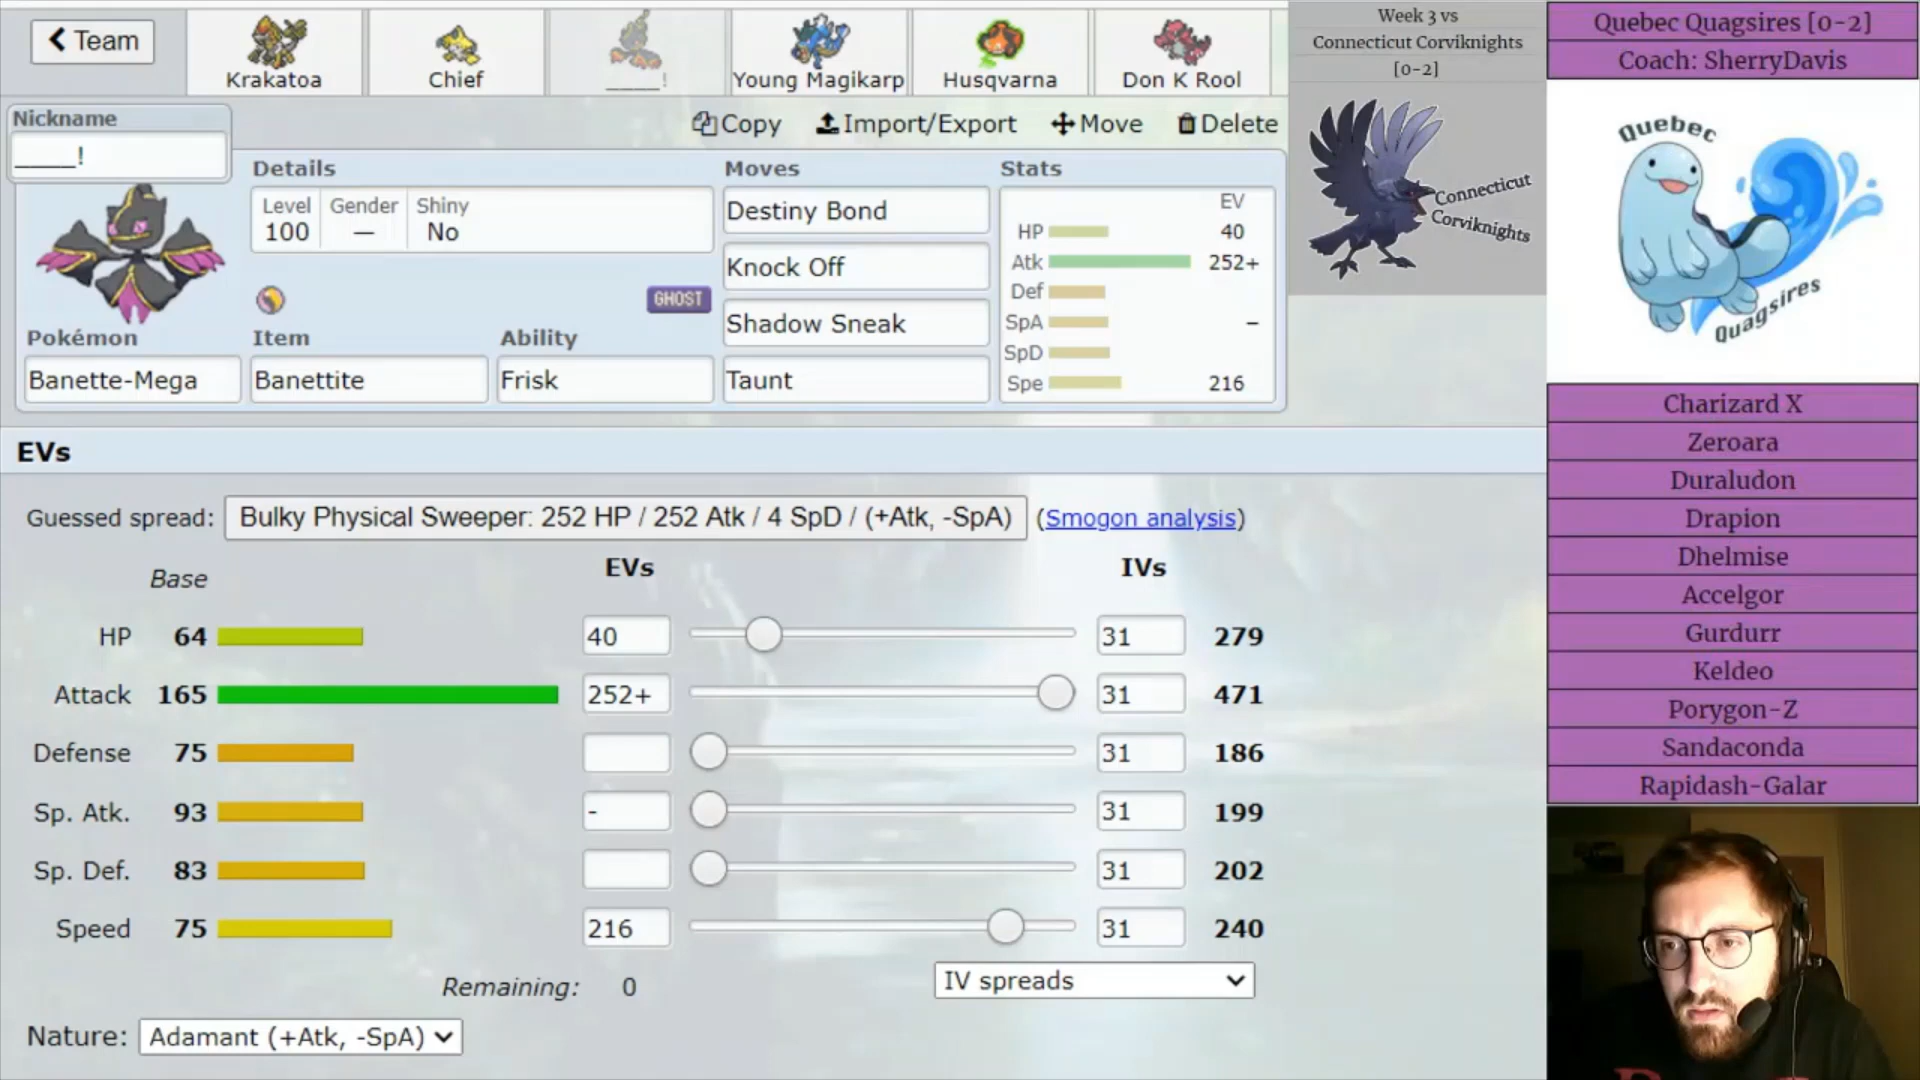 Team
Krakatoa
Chief
____!
Young Magikarp
Husqvarna
Don K Rool
Copy
Import/Export
Move
Delete
Nickname
____!
Details
Level
100
Gender
—
Shiny
No
GHOST
Pokémon
Banette-Mega
Item
Banettite
Ability
Frisk
Moves
Destiny Bond
Knock Off
Shadow Sneak
Taunt
Stats
EV
HP 40
Atk 252+
Def
SpA –
SpD
Spe 216
EVs
Guessed spread: Bulky Physical Sweeper: 252 HP / 252 Atk / 4 SpD / (+Atk, -SpA) (Smogon analysis)
Base EVs IVs
HP 64 40 31 279
Attack 165 252+ 31 471
Defense 75 31 186
Sp. Atk. 93 - 31 199
Sp. Def. 83 31 202
Speed 75 216 31 240
Remaining: 0
IV spreads
Nature: Adamant (+Atk, -SpA)
Week 3 vs
Connecticut Corviknights
[0-2]
Connecticut
Corviknights
Quebec Quagsires [0-2]
Coach: SherryDavis
Quebec
Quagsires
Charizard X
Zeroara
Duraludon
Drapion
Dhelmise
Accelgor
Gurdurr
Keldeo
Porygon-Z
Sandaconda
Rapidash-Galar